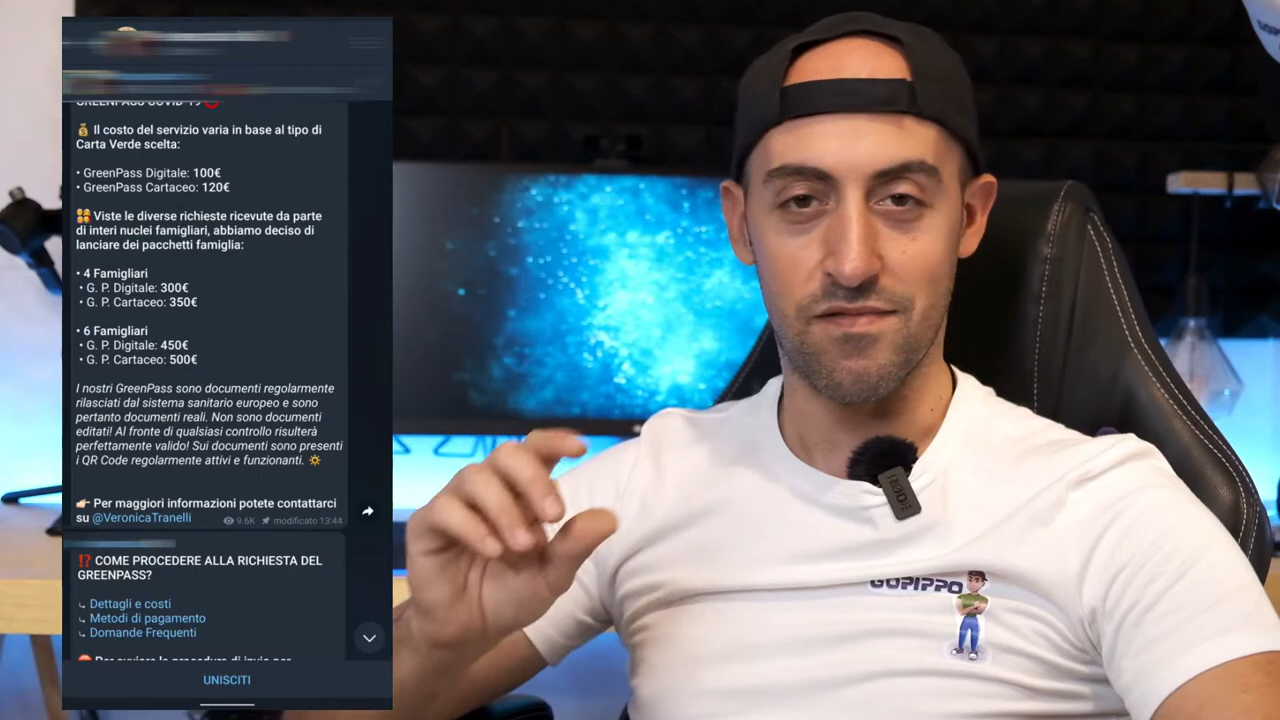 GREENPASS COVID-19
Il costo del servizio varia in base al tipo di
Carta Verde scelta:
• GreenPass Digitale: 100€
• GreenPass Cartaceo: 120€
Viste le diverse richieste ricevute da parte
di interi nuclei famigliari, abbiamo deciso di
lanciare dei pacchetti famiglia:
• 4 Famigliari
• G. P. Digitale: 300€
• G. P. Cartaceo: 350€
• 6 Famigliari
• G. P. Digitale: 450€
• G. P. Cartaceo: 500€
I nostri GreenPass sono documenti regolarmente
rilasciati dal sistema sanitario europeo e sono
pertanto documenti reali. Non sono documenti
editati! Al fronte di qualsiasi controllo risulterà
perfettamente valido! Sui documenti sono presenti
i QR Code regolarmente attivi e funzionanti.
Per maggiori informazioni potete contattarci
su @VeronicaTranelli 9.6K modificato 13:44
⁉ COME PROCEDERE ALLA RICHIESTA DEL
GREENPASS?
Dettagli e costi
Metodi di pagamento
Domande Frequenti
UNISCITI
RØDE
GOPIPPO